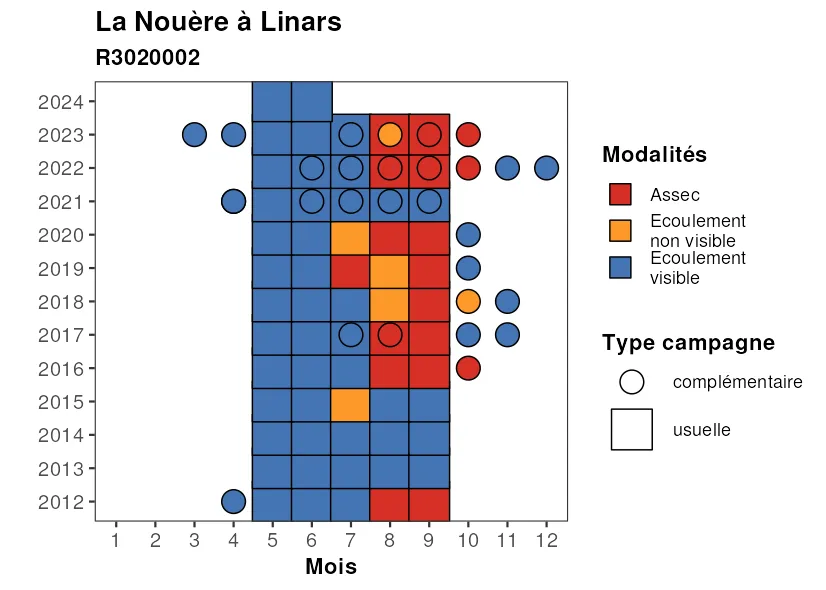 La Nouère à Linars
R3020002
2024
2023
2022
2021
2020
2019
2018
2017
2016
2015
2014
2013
2012
1 2 3 4 5 6 7 8 9 10 11 12
Mois
Modalités
Assec
Ecoulement
non visible
Ecoulement
visible
Type campagne
complémentaire
usuelle